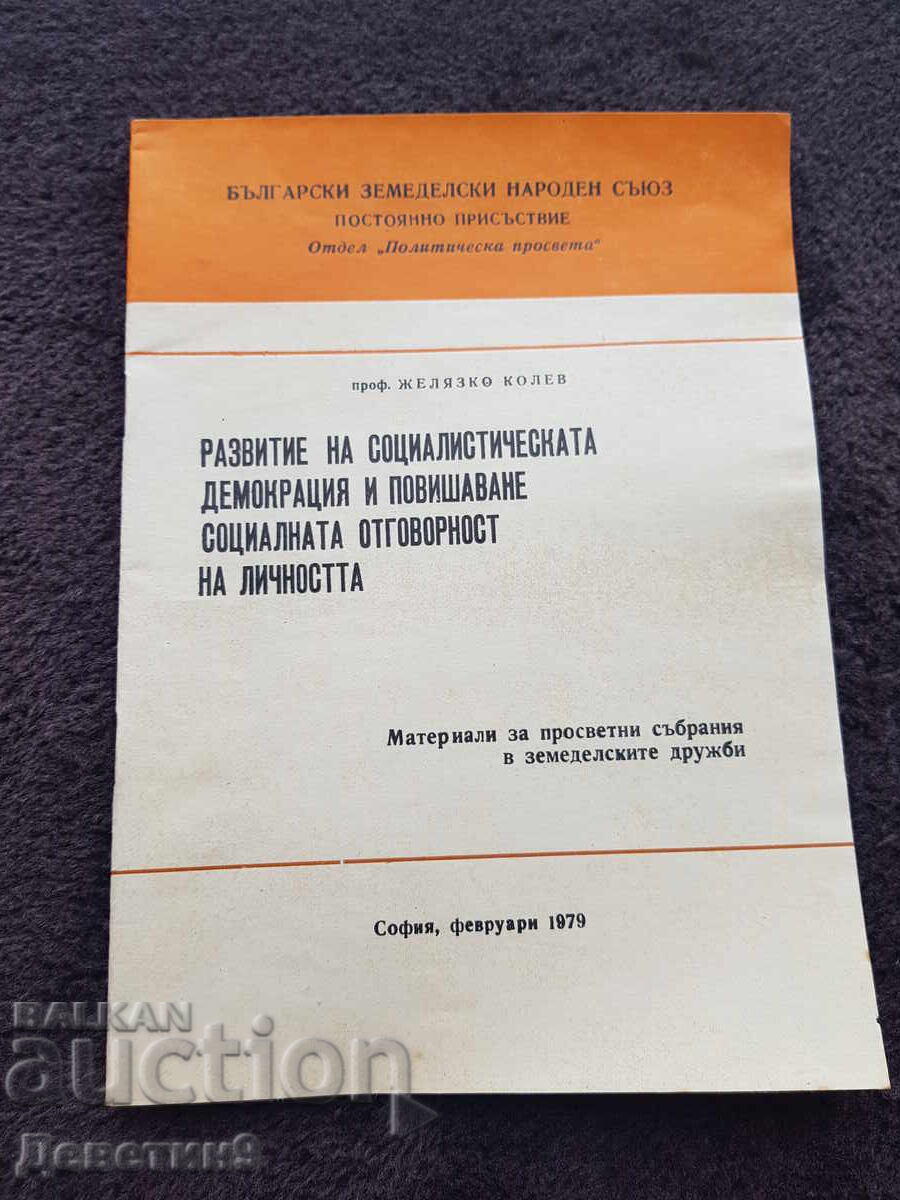 БЪЛГАРСКИ ЗЕМЕДЕЛСКИ НАРОДЕН СЪЮЗ
ПОСТОЯННО ПРИСЪСТВИЕ
Отдел „Политическа просвета“
проф. ЖЕЛЯЗКО КОЛЕВ
РАЗВИТИЕ НА СОЦИАЛИСТИЧЕСКАТА
ДЕМОКРАЦИЯ И ПОВИШАВАНЕ
СОЦИАЛНАТА ОТГОВОРНОСТ
НА ЛИЧНОСТТА
Материали за просветни събрания
в земеделските дружби
София, февруари 1979
BALKAN
auction
Деветин9